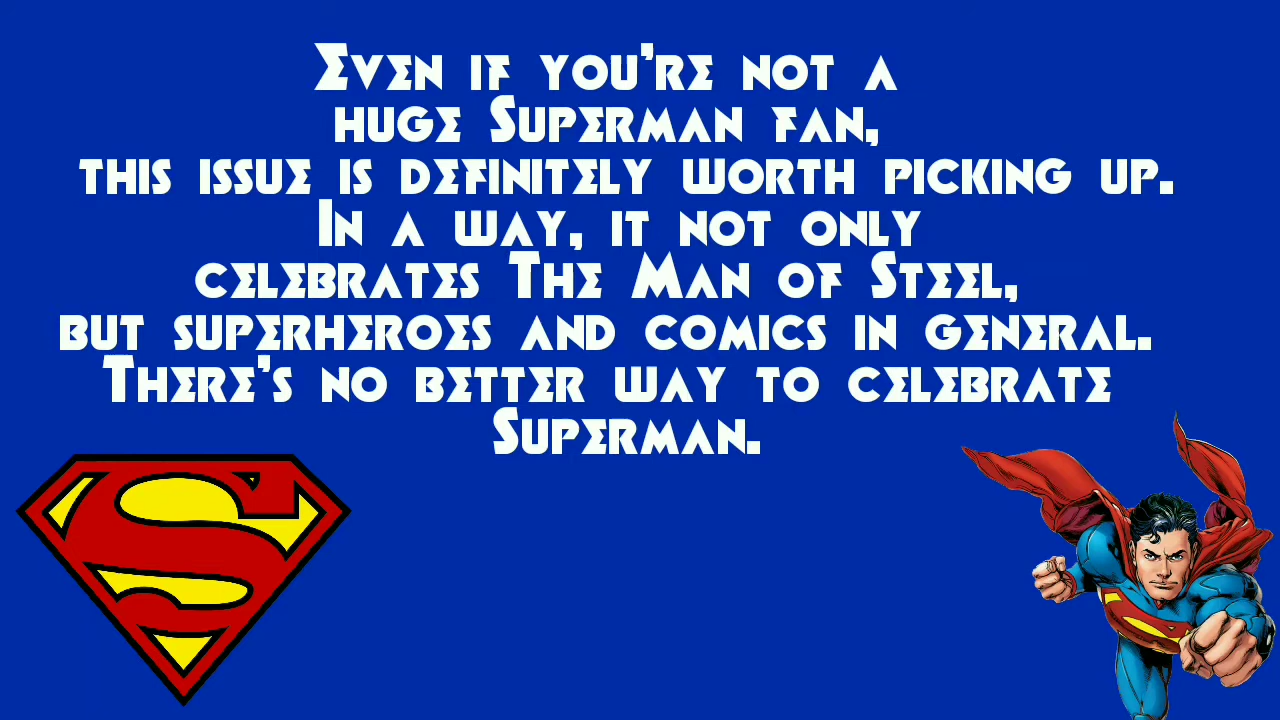 Even if you're not a
huge Superman fan,
this issue is definitely worth picking up.
In a way, it not only
celebrates The Man of Steel,
but superheroes and comics in general.
There's no better way to celebrate
Superman.
S